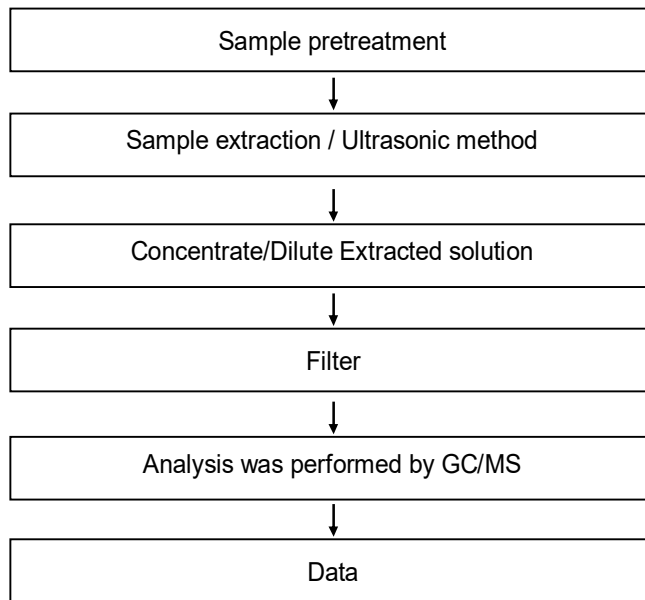 Sample pretreatment
Sample extraction / Ultrasonic method
Concentrate/Dilute Extracted solution
Filter
Analysis was performed by GC/MS
Data